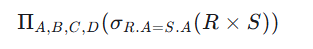 Π_{A,B,C,D}(σ_{R.A=S.A}(R × S))